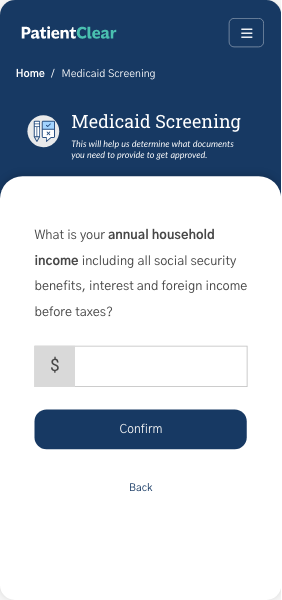 PatientClear
Home / Medicaid Screening
Medicaid Screening
This will help us determine what documents
you need to provide to get approved.
What is your annual household
income including all social security
benefits, interest and foreign income
before taxes?
$
Confirm
Back